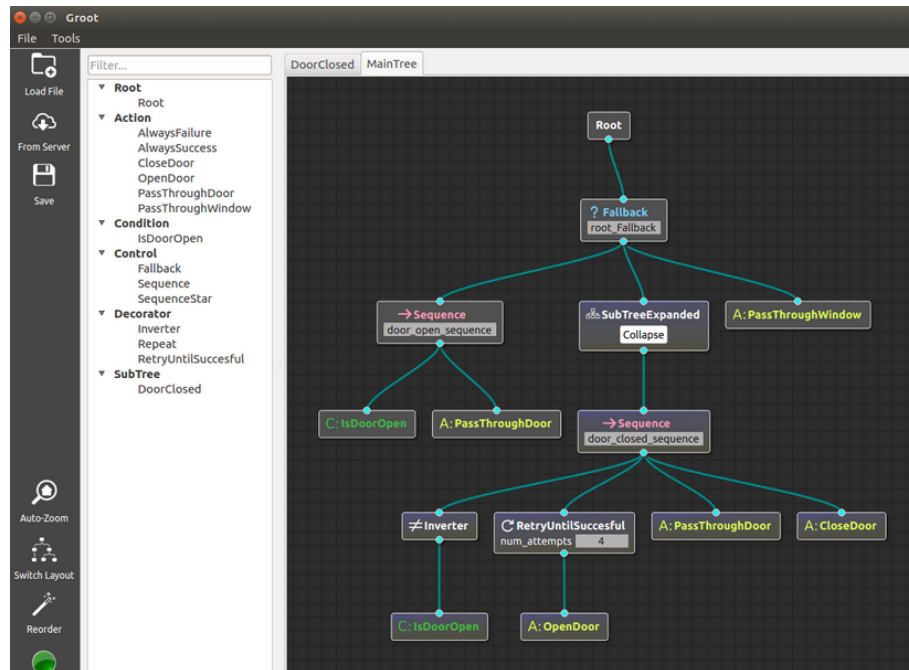 Groot
File Tools
Load File
From Server
Save
Auto-Zoom
Switch Layout
Reorder
Filter...
Root
Root
Action
AlwaysFailure
AlwaysSuccess
CloseDoor
OpenDoor
PassThroughDoor
PassThroughWindow
Condition
IsDoorOpen
Control
Fallback
Sequence
SequenceStar
Decorator
Inverter
Repeat
RetryUntilSuccesful
SubTree
DoorClosed
DoorClosed MainTree
Root
? Fallback
root_Fallback
→Sequence
door_open_sequence
SubTreeExpanded
Collapse
A: PassThroughWindow
C: IsDoorOpen
A: PassThroughDoor
→Sequence
door_closed_sequence
≠ Inverter
RetryUntilSuccesful
num_attempts 4
A: PassThroughDoor
A: CloseDoor
C: IsDoorOpen
A: OpenDoor